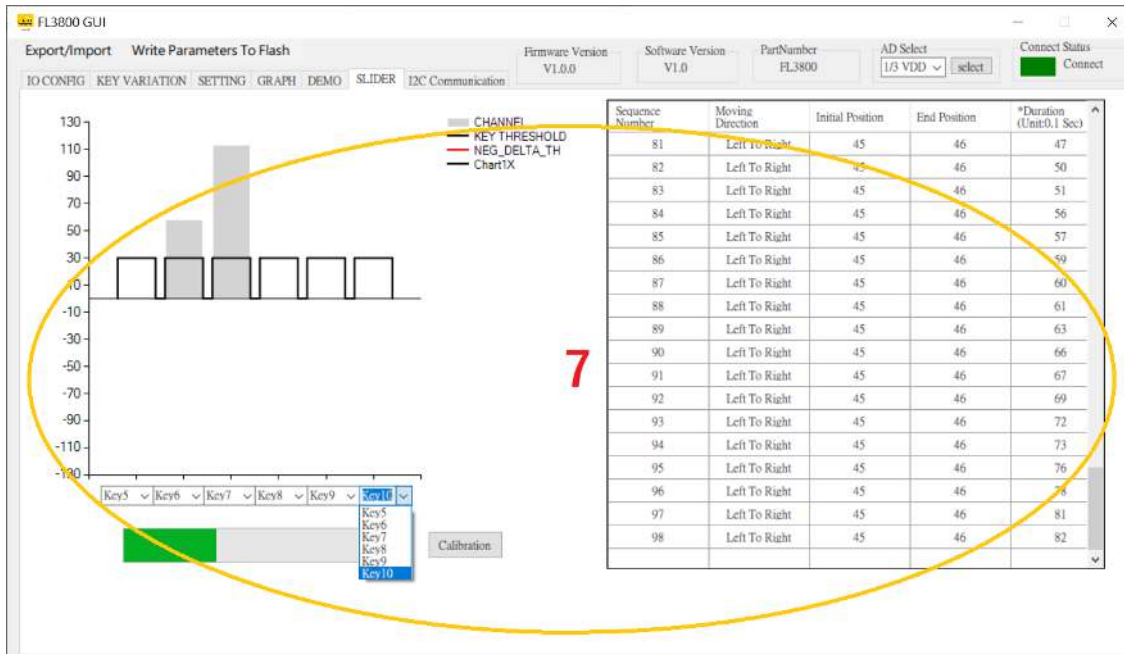 FL3800 GUI
Export/Import Write Parameters To Flash
Firmware Version
V1.0.0
Software Version
V1.0
PartNumber
FL3800
AD Select
1/3 VDD select
Connect Status
Connect
IO CONFIG KEY VARIATION SETTING GRAPH DEMO SLIDER I2C Communication
130
110
90
70
50
30
10
-10
-30
-50
-70
-90
-110
-130
CHANNEL
KEY THRESHOLD
NEG_DELTA_TH
Chart1X
Key5 Key6 Key7 Key8 Key9 Key10
Key5
Key6
Key7
Key8
Key9
Key10
Calibration
7
Sequence Number Moving Direction Initial Position End Position *Duration (Unit:0.1 Sec)
81 Left To Right 45 46 47
82 Left To Right 45 46 50
83 Left To Right 45 46 51
84 Left To Right 45 46 56
85 Left To Right 45 46 57
86 Left To Right 45 46 59
87 Left To Right 45 46 60
88 Left To Right 45 46 61
89 Left To Right 45 46 63
90 Left To Right 45 46 66
91 Left To Right 45 46 67
92 Left To Right 45 46 69
93 Left To Right 45 46 72
94 Left To Right 45 46 73
95 Left To Right 45 46 76
96 Left To Right 45 46 78
97 Left To Right 45 46 81
98 Left To Right 45 46 82